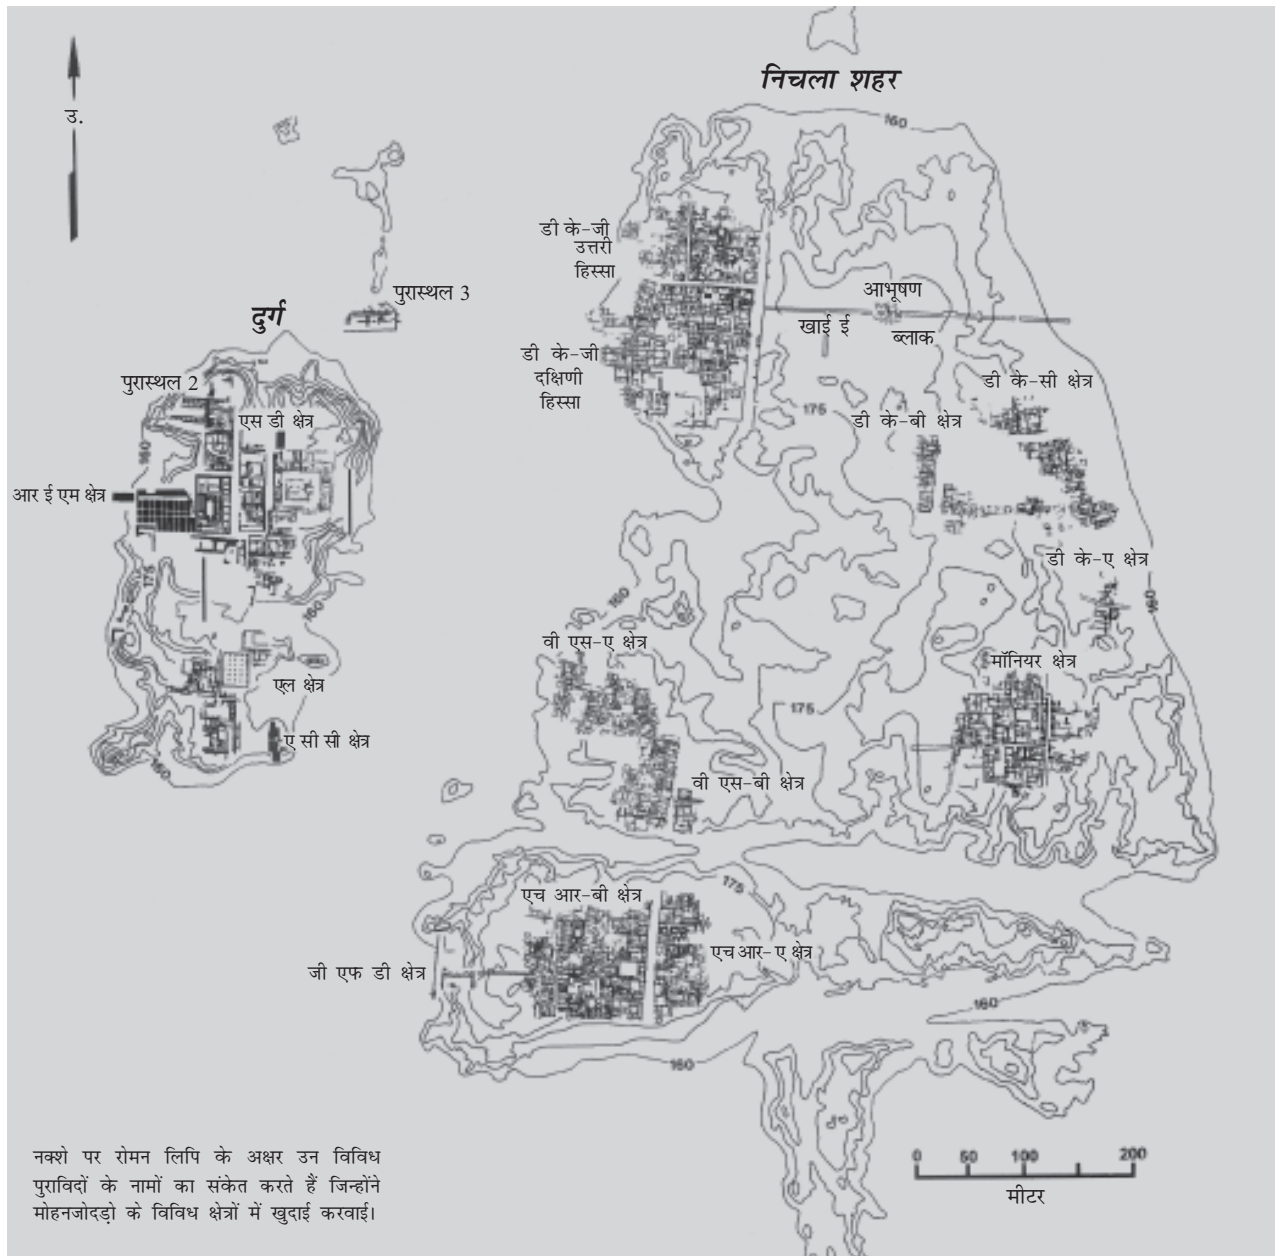 निचला शहर
उ.
160
डी के-जी
उत्तरी
हिस्सा
पुरास्थल 3
आभूषण
दुर्ग
खाई ई
ब्लाक
डी के-जी
दक्षिणी
हिस्सा
पुरास्थल 2
डी के-सी क्षेत्र
175
एस डी क्षेत्र
डी के-बी क्षेत्र
160
आर ई एम क्षेत्र
डी के-ए क्षेत्र
175
160
160
160
वी एस-ए क्षेत्र
मॉनियर क्षेत्र
एल क्षेत्र
175
ए सी सी क्षेत्र
160
वी एस-बी क्षेत्र
175
एच आर-बी क्षेत्र
एच आर-ए क्षेत्र
जी एफ डी क्षेत्र
160
160
नक्शे पर रोमन लिपि के अक्षर उन विविध
पुराविदों के नामों का संकेत करते हैं जिन्होंने
मोहनजोदड़ो के विविध क्षेत्रों में खुदाई करवाई।
0 50 100 200
मीटर